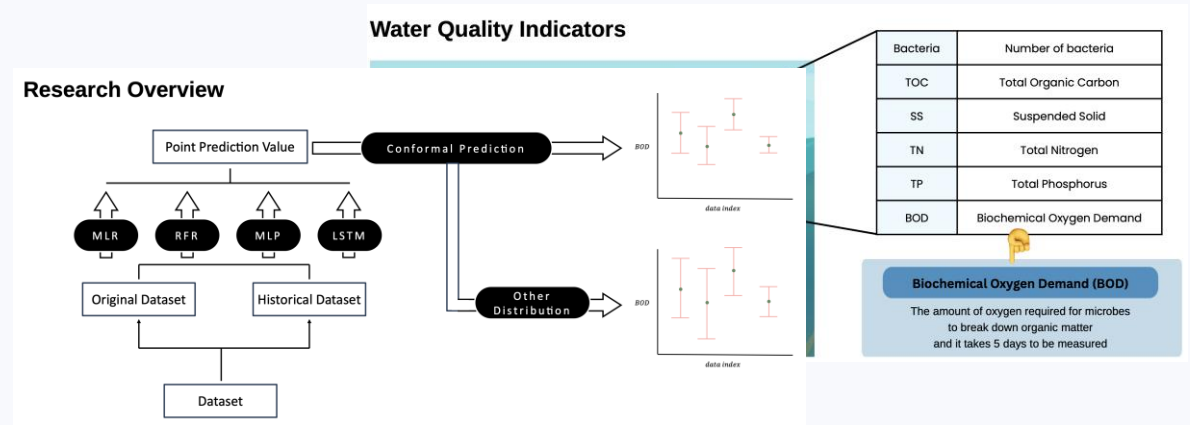 Water Quality Indicators
Bacteria Number of bacteria
TOC Total Organic Carbon
SS Suspended Solid
TN Total Nitrogen
TP Total Phosphorus
BOD Biochemical Oxygen Demand
Biochemical Oxygen Demand (BOD)
The amount of oxygen required for microbes
to break down organic matter
and it takes 5 days to be measured
Research Overview
Point Prediction Value
Conformal Prediction
BOD
data index
MLR RFR MLP LSTM
Original Dataset Historical Dataset
Other
Distribution
BOD
data index
Dataset